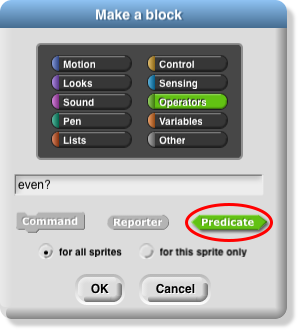 Make a block
Motion Control
Looks Sensing
Sound Operators
Pen Variables
Lists Other
even?
Command Reporter Predicate
for all sprites for this sprite only
OK Cancel